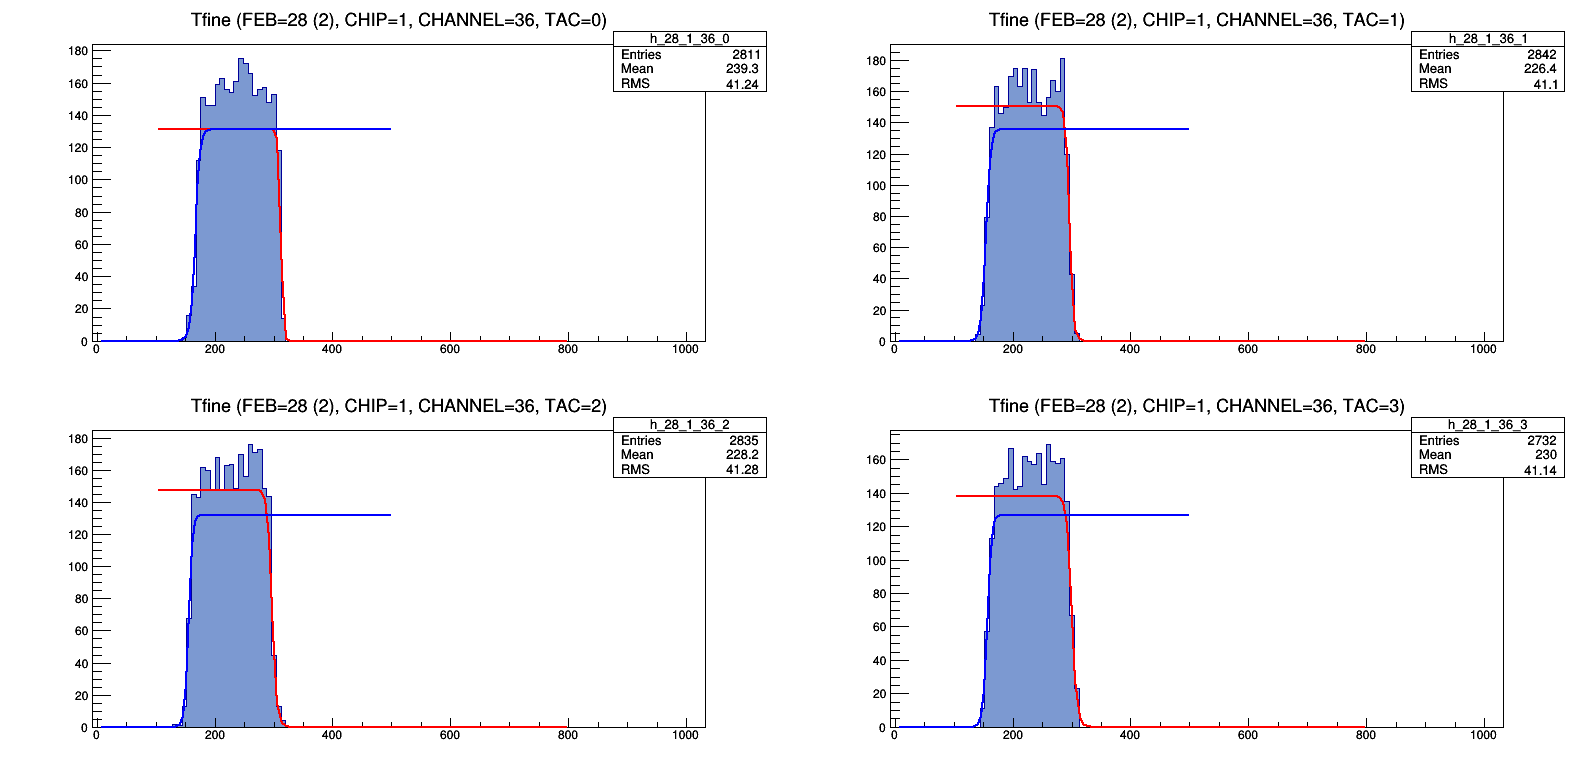 Tfine (FEB=28 (2), CHIP=1, CHANNEL=36, TAC=0)
h_28_1_36_0
Entries 2811
Mean 239.3
RMS 41.24
180
160
140
120
100
80
60
40
20
0
0 200 400 600 800 1000
Tfine (FEB=28 (2), CHIP=1, CHANNEL=36, TAC=1)
h_28_1_36_1
Entries 2842
Mean 226.4
RMS 41.1
180
160
140
120
100
80
60
40
20
0
0 200 400 600 800 1000
Tfine (FEB=28 (2), CHIP=1, CHANNEL=36, TAC=2)
h_28_1_36_2
Entries 2835
Mean 228.2
RMS 41.28
180
160
140
120
100
80
60
40
20
0
0 200 400 600 800 1000
Tfine (FEB=28 (2), CHIP=1, CHANNEL=36, TAC=3)
h_28_1_36_3
Entries 2732
Mean 230
RMS 41.14
160
140
120
100
80
60
40
20
0
0 200 400 600 800 1000